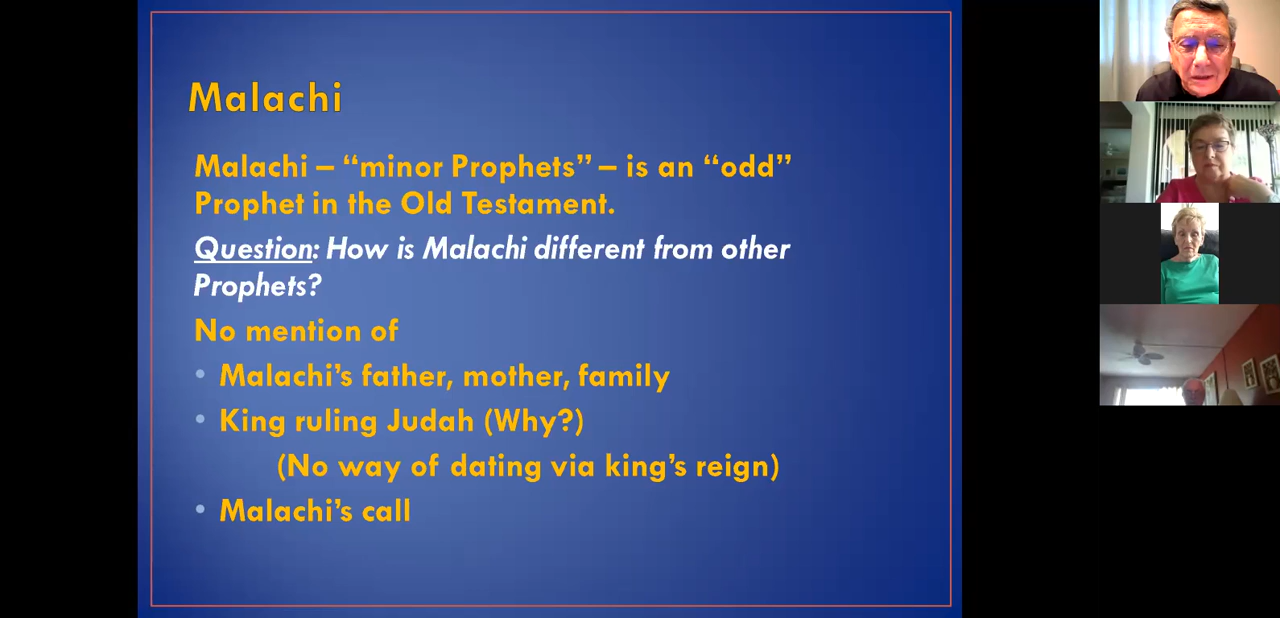 Malachi
Malachi – “minor Prophets” – is an “odd”
Prophet in the Old Testament.
Question: How is Malachi different from other
Prophets?
No mention of
• Malachi’s father, mother, family
• King ruling Judah (Why?)
(No way of dating via king’s reign)
• Malachi’s call